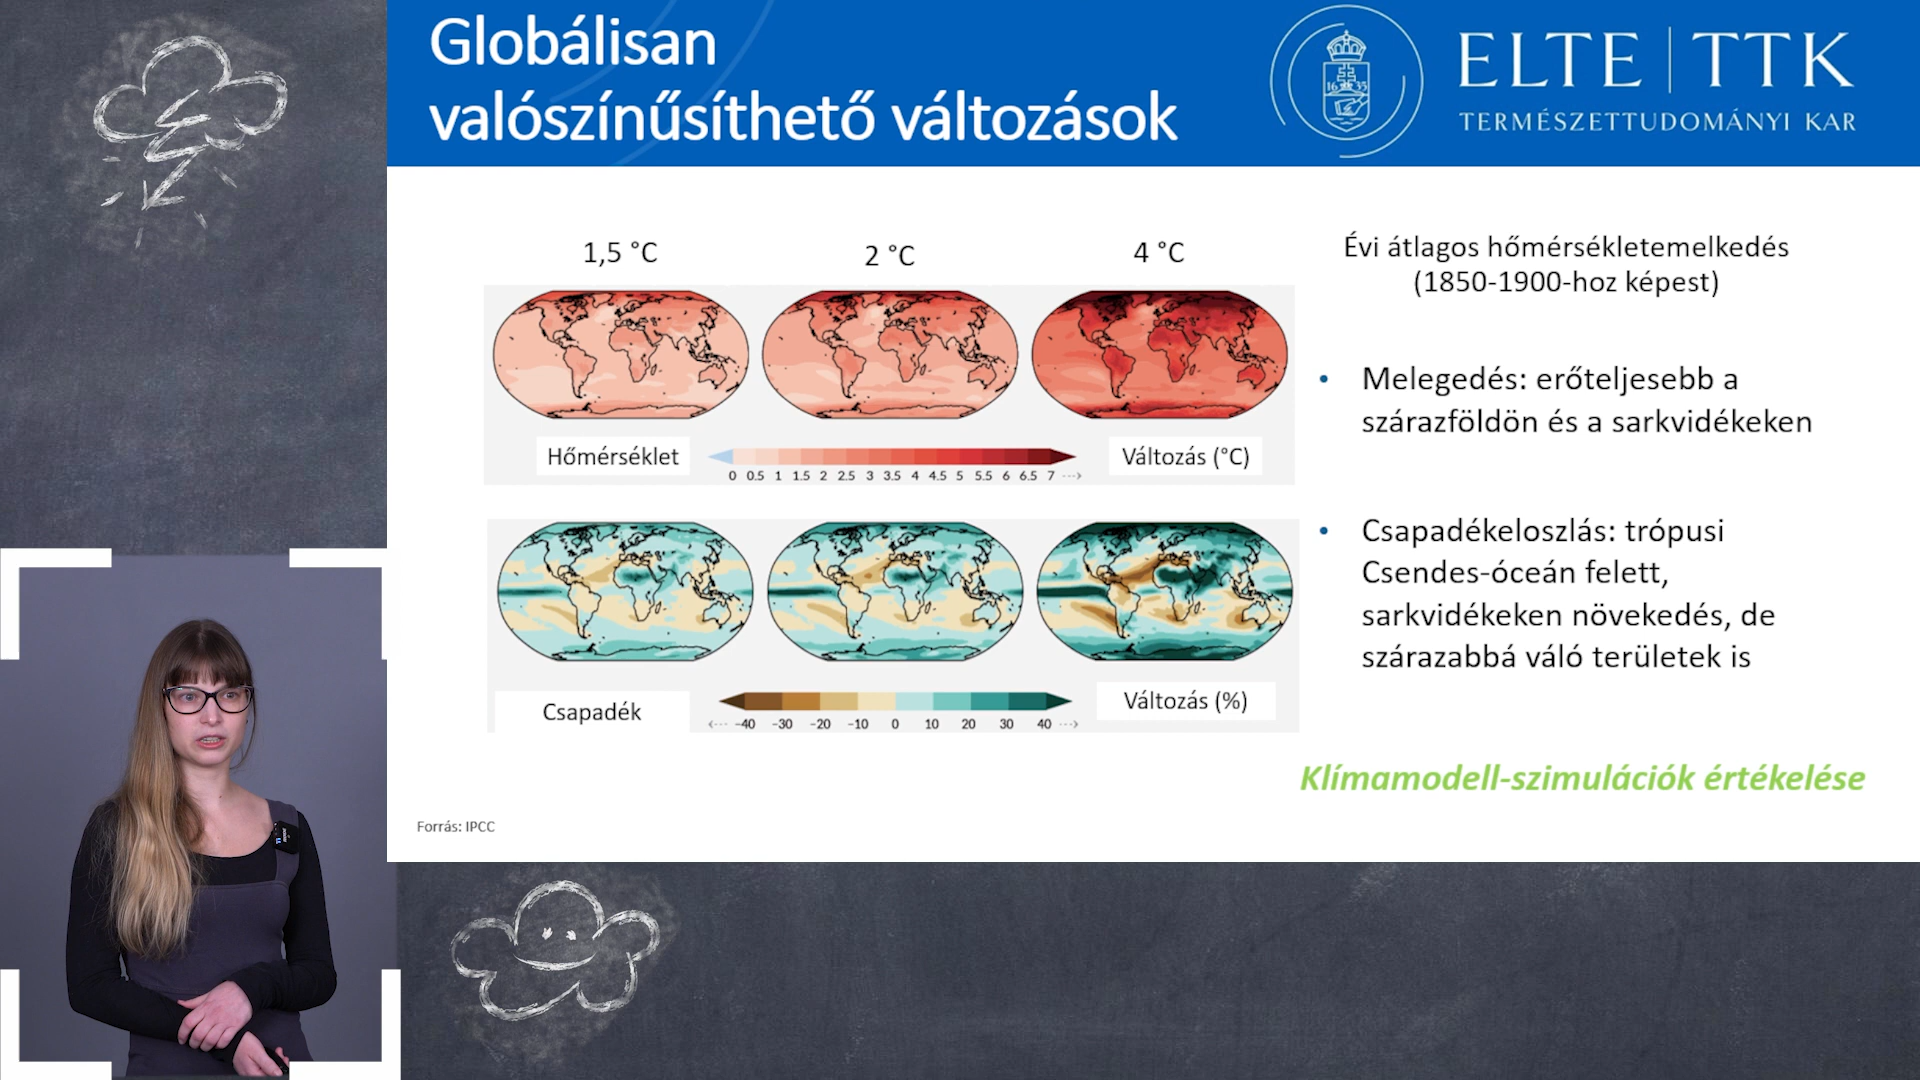 Globálisan
valószínűsíthető változások
16 35
ELTE | TTK
TERMÉSZETTUDOMÁNYI KAR
1,5 °C
2 °C
4 °C
Évi átlagos hőmérsékletemelkedés
(1850-1900-hoz képest)
Hőmérséklet
Változás (°C)
0 0.5 1 1.5 2 2.5 3 3.5 4 4.5 5 5.5 6 6.5 7
• Melegedés: erőteljesebb a
szárazföldön és a sarkvidékeken
• Csapadékeloszlás: trópusi
Csendes-óceán felett,
sarkvidékeken növekedés, de
szárazabbá váló területek is
Csapadék
Változás (%)
-40 -30 -20 -10 0 10 20 30 40
Klímamodell-szimulációk értékelése
Forrás: IPCC